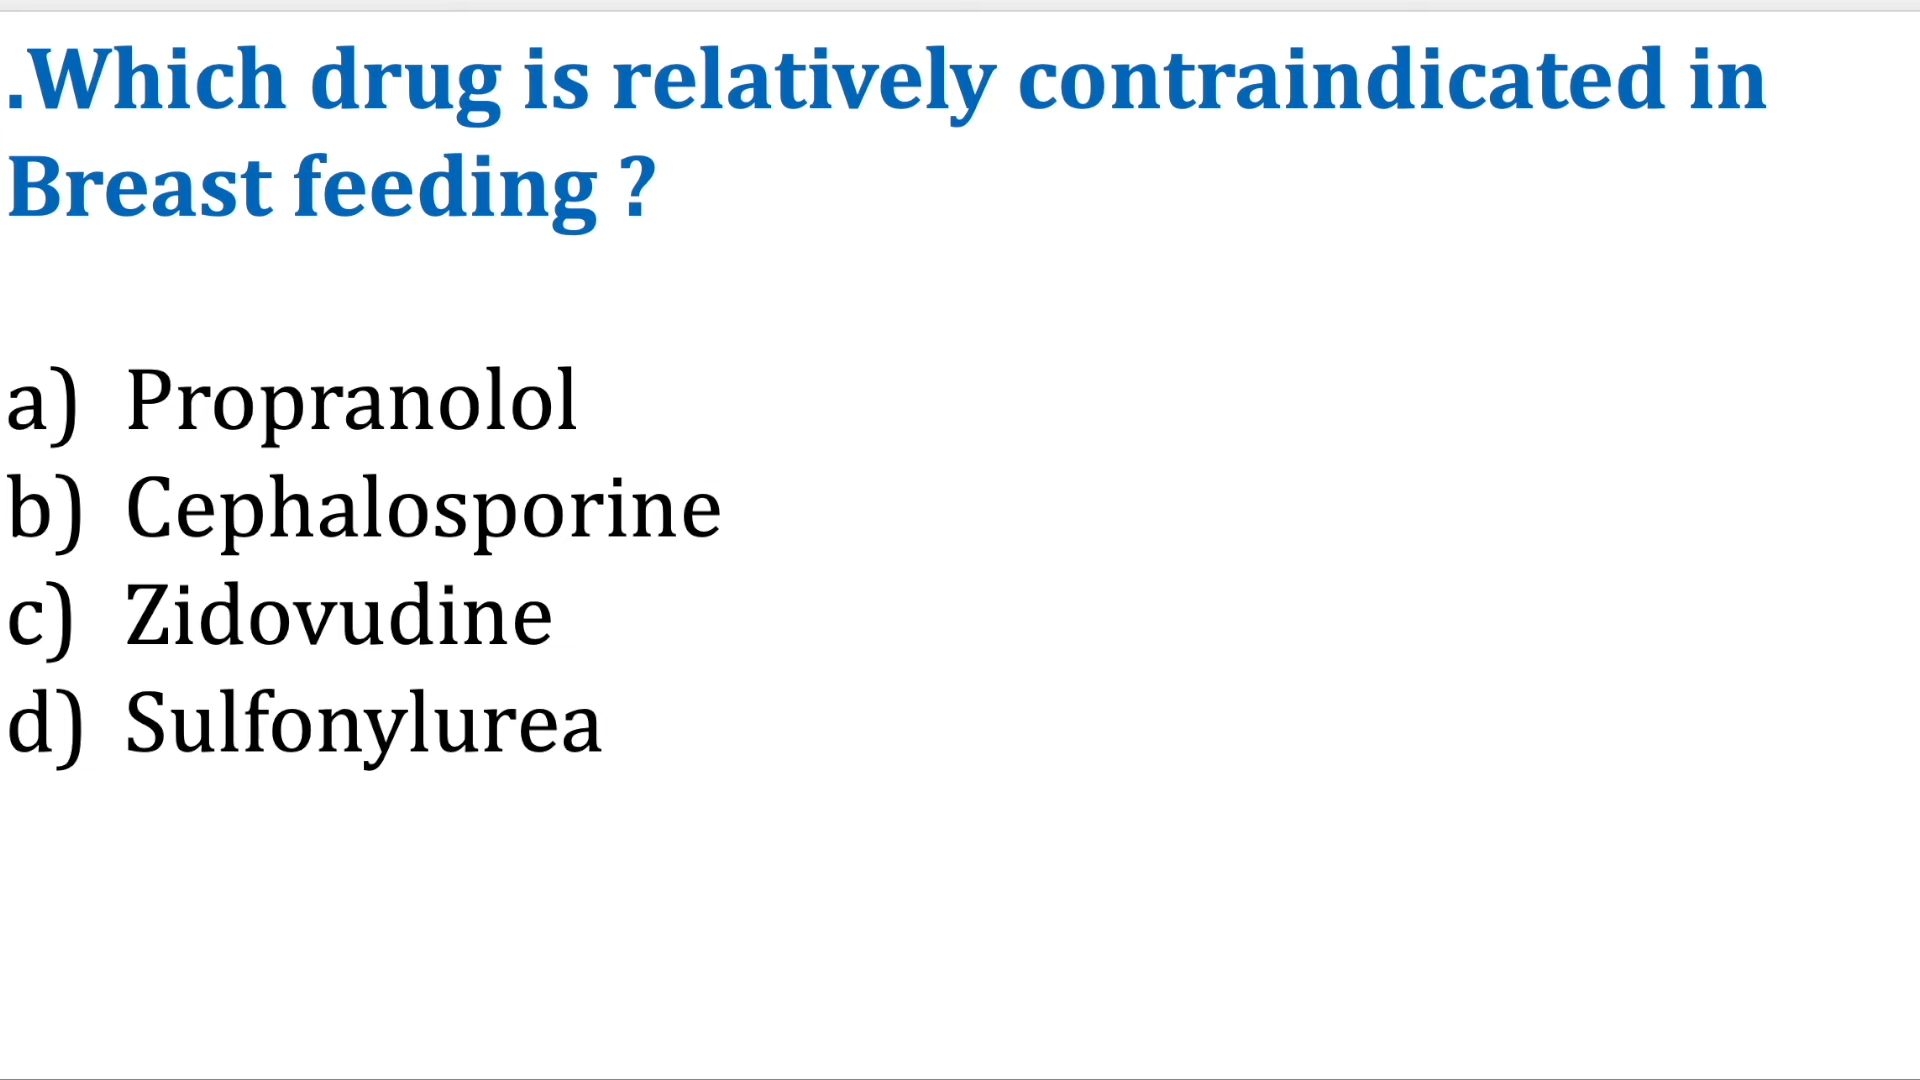 .Which drug is relatively contraindicated in
Breast feeding ?
a) Propranolol
b) Cephalosporine
c) Zidovudine
d) Sulfonylurea